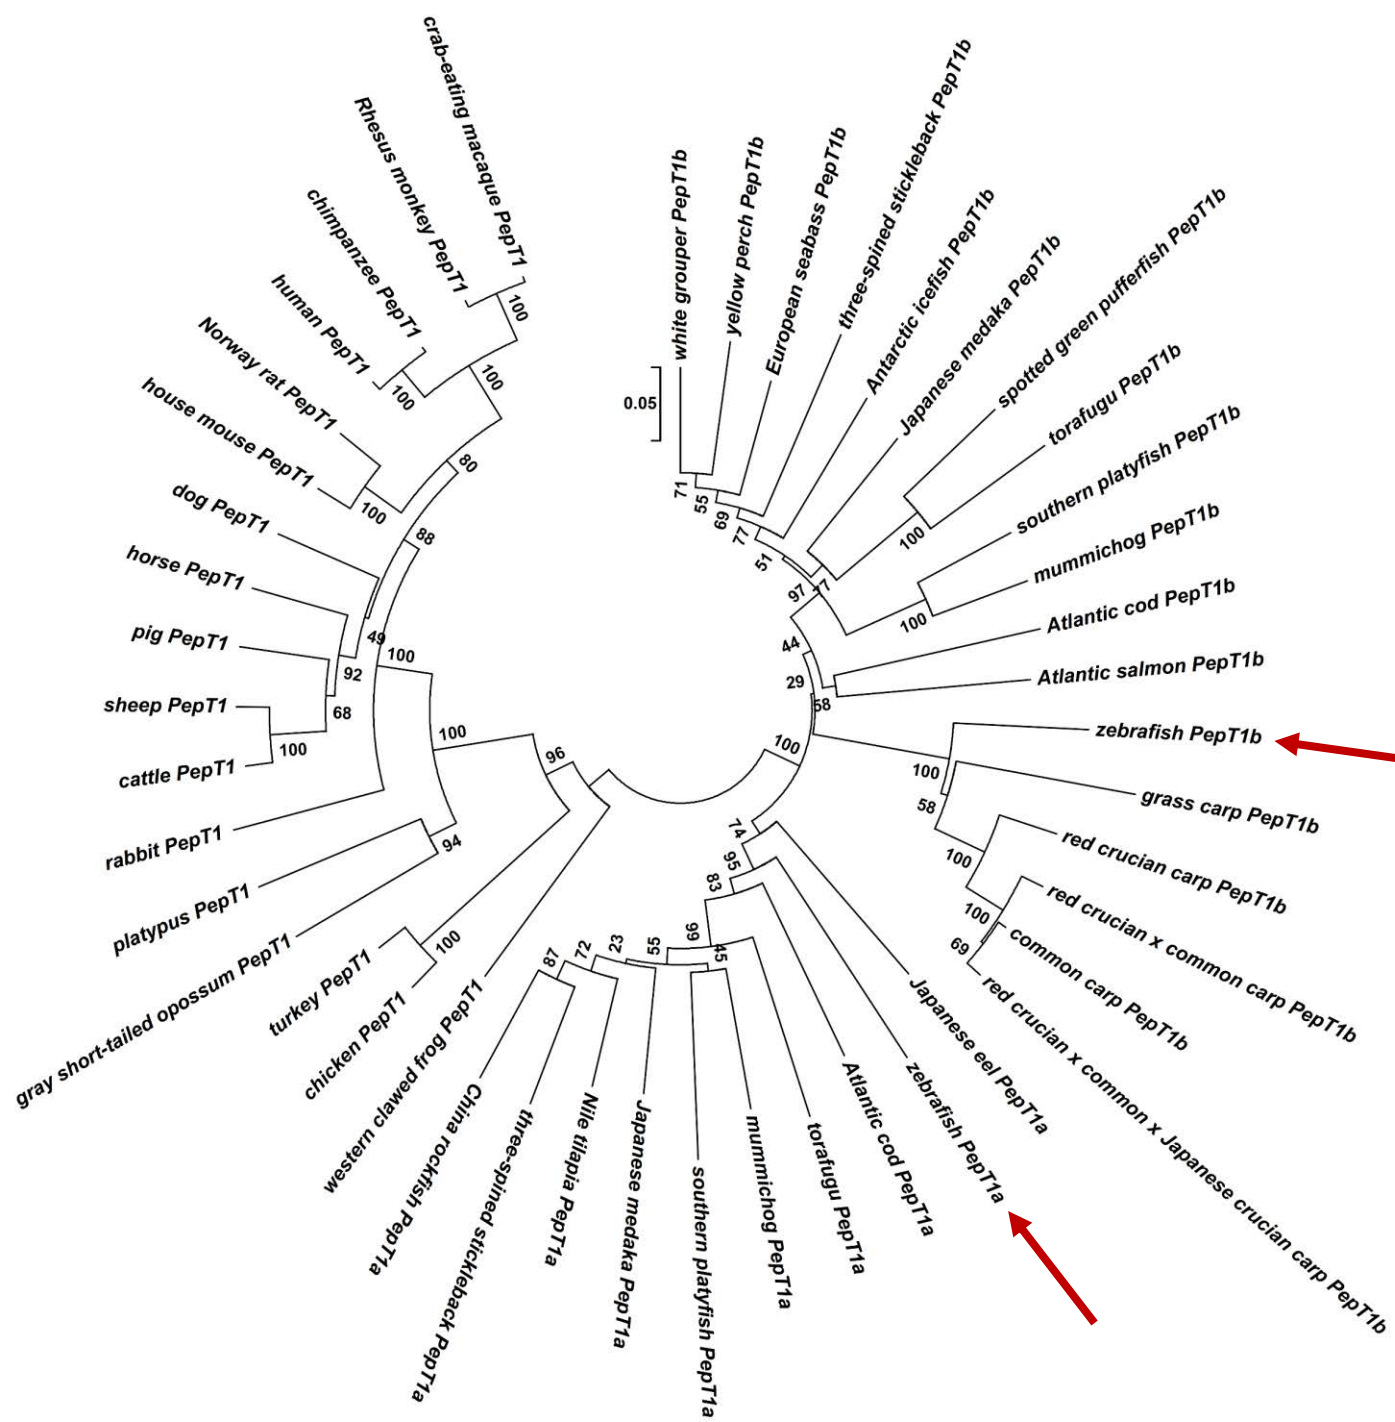 crab-eating macaque PepT1
Rhesus monkey PepT1
chimpanzee PepT1
human PepT1
Norway rat PepT1
house mouse PepT1
dog PepT1
horse PepT1
pig PepT1
sheep PepT1
cattle PepT1
rabbit PepT1
platypus PepT1
gray short-tailed opossum PepT1
turkey PepT1
chicken PepT1
western clawed frog PepT1
China rockfish PepT1a
three-spined stickleback PepT1a
Nile tilapia PepT1a
Japanese medaka PepT1a
southern platyfish PepT1a
mummichog PepT1a
torafugu PepT1a
Atlantic cod PepT1a
zebrafish PepT1a
Japanese eel PepT1a
red crucian x common x Japanese crucian carp PepT1b
common carp PepT1b
red crucian x common carp PepT1b
red crucian carp PepT1b
grass carp PepT1b
zebrafish PepT1b
Atlantic salmon PepT1b
Atlantic cod PepT1b
mummichog PepT1b
southern platyfish PepT1b
torafugu PepT1b
spotted green pufferfish PepT1b
Japanese medaka PepT1b
Antarctic icefish PepT1b
three-spined stickleback PepT1b
European seabass PepT1b
yellow perch PepT1b
white grouper PepT1b
0.05
100
100
100
80
100
88
49
100
92
68
100
100
94
96
100
87
72
23
55
99
45
83
95
74
100
69
100
100
58
100
58
29
44
100
97
77
100
51
77
69
55
71